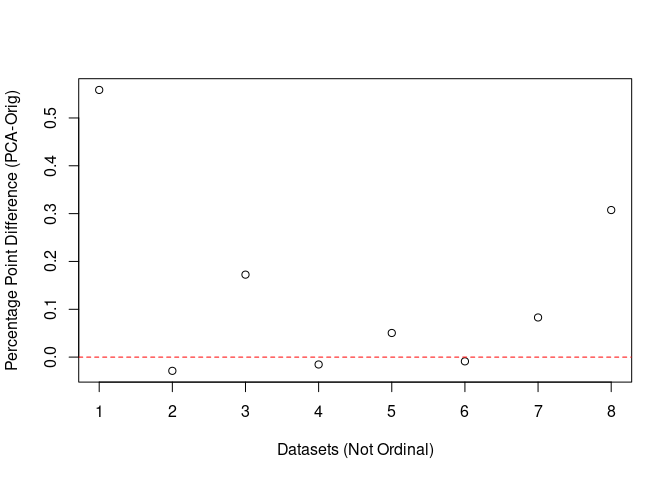 Percentage Point Difference (PCA-Orig)
0.5
0.4
0.3
0.2
0.1
0.0
1 2 3 4 5 6 7 8
Datasets (Not Ordinal)